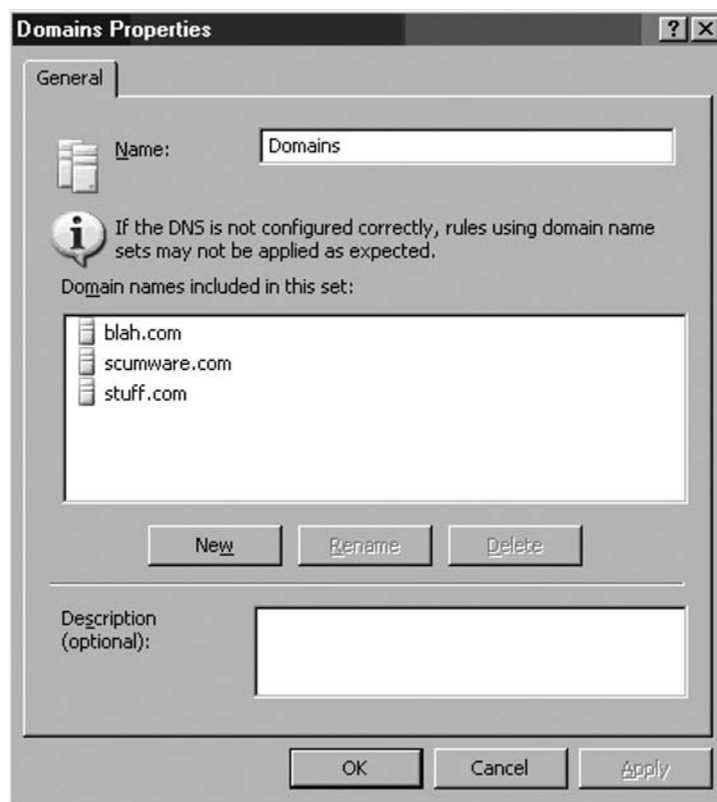 Domains Properties
General
Name:
Domains
If the DNS is not configured correctly, rules using domain name
sets may not be applied as expected.
Domain names included in this set:
blah.com
scumware.com
stuff.com
New
Rename
Delete
Description
(optional):
OK
Cancel
Apply